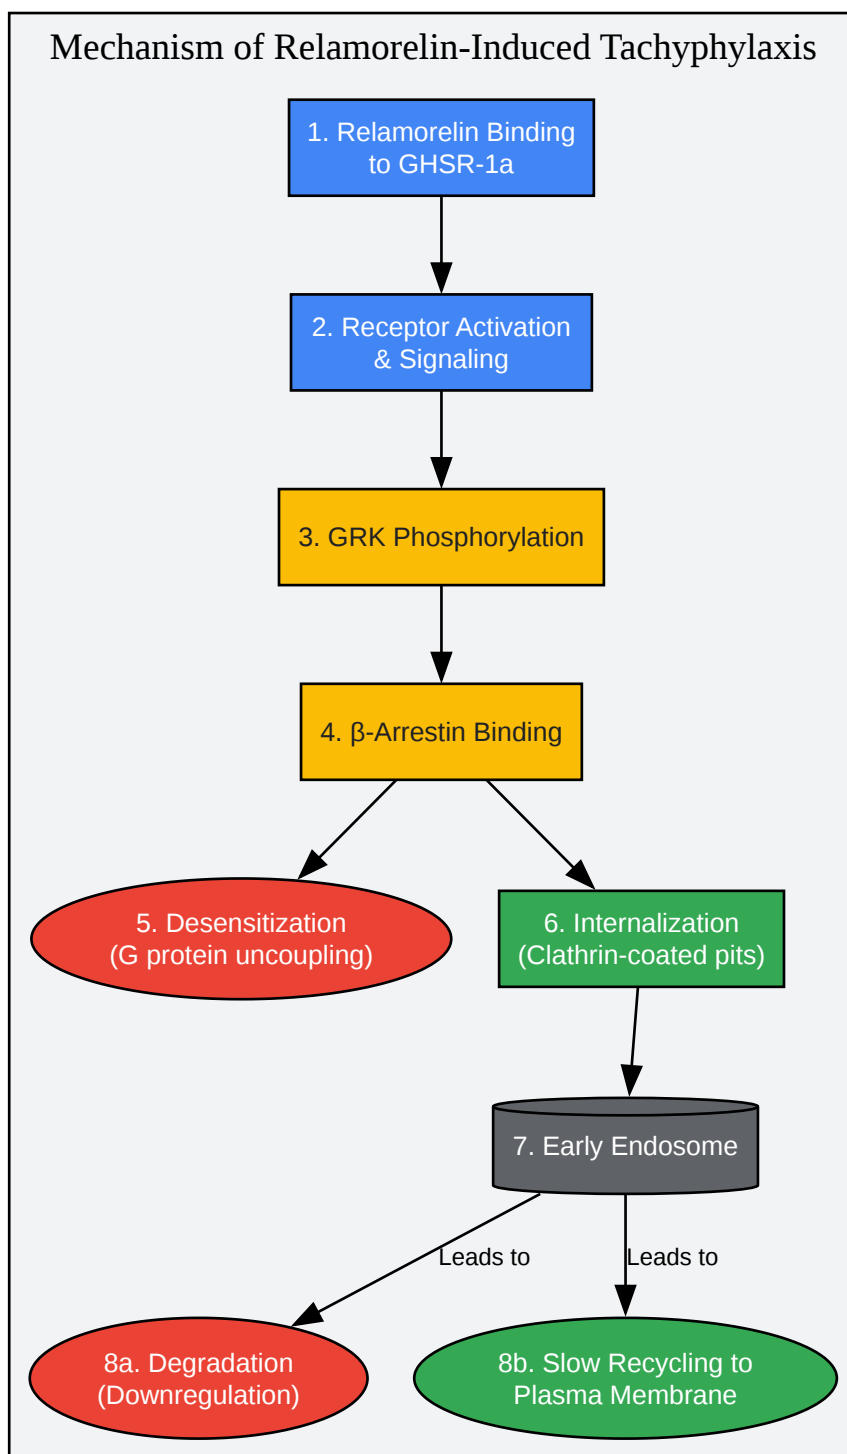 Mechanism of Relamorelin-Induced Tachyphylaxis
1. Relamorelin Binding
to GHSR-1a
2. Receptor Activation
& Signaling
3. GRK Phosphorylation
4. β-Arrestin Binding
5. Desensitization
(G protein uncoupling)
6. Internalization
(Clathrin-coated pits)
7. Early Endosome
Leads to
Leads to
8a. Degradation
(Downregulation)
8b. Slow Recycling to
Plasma Membrane